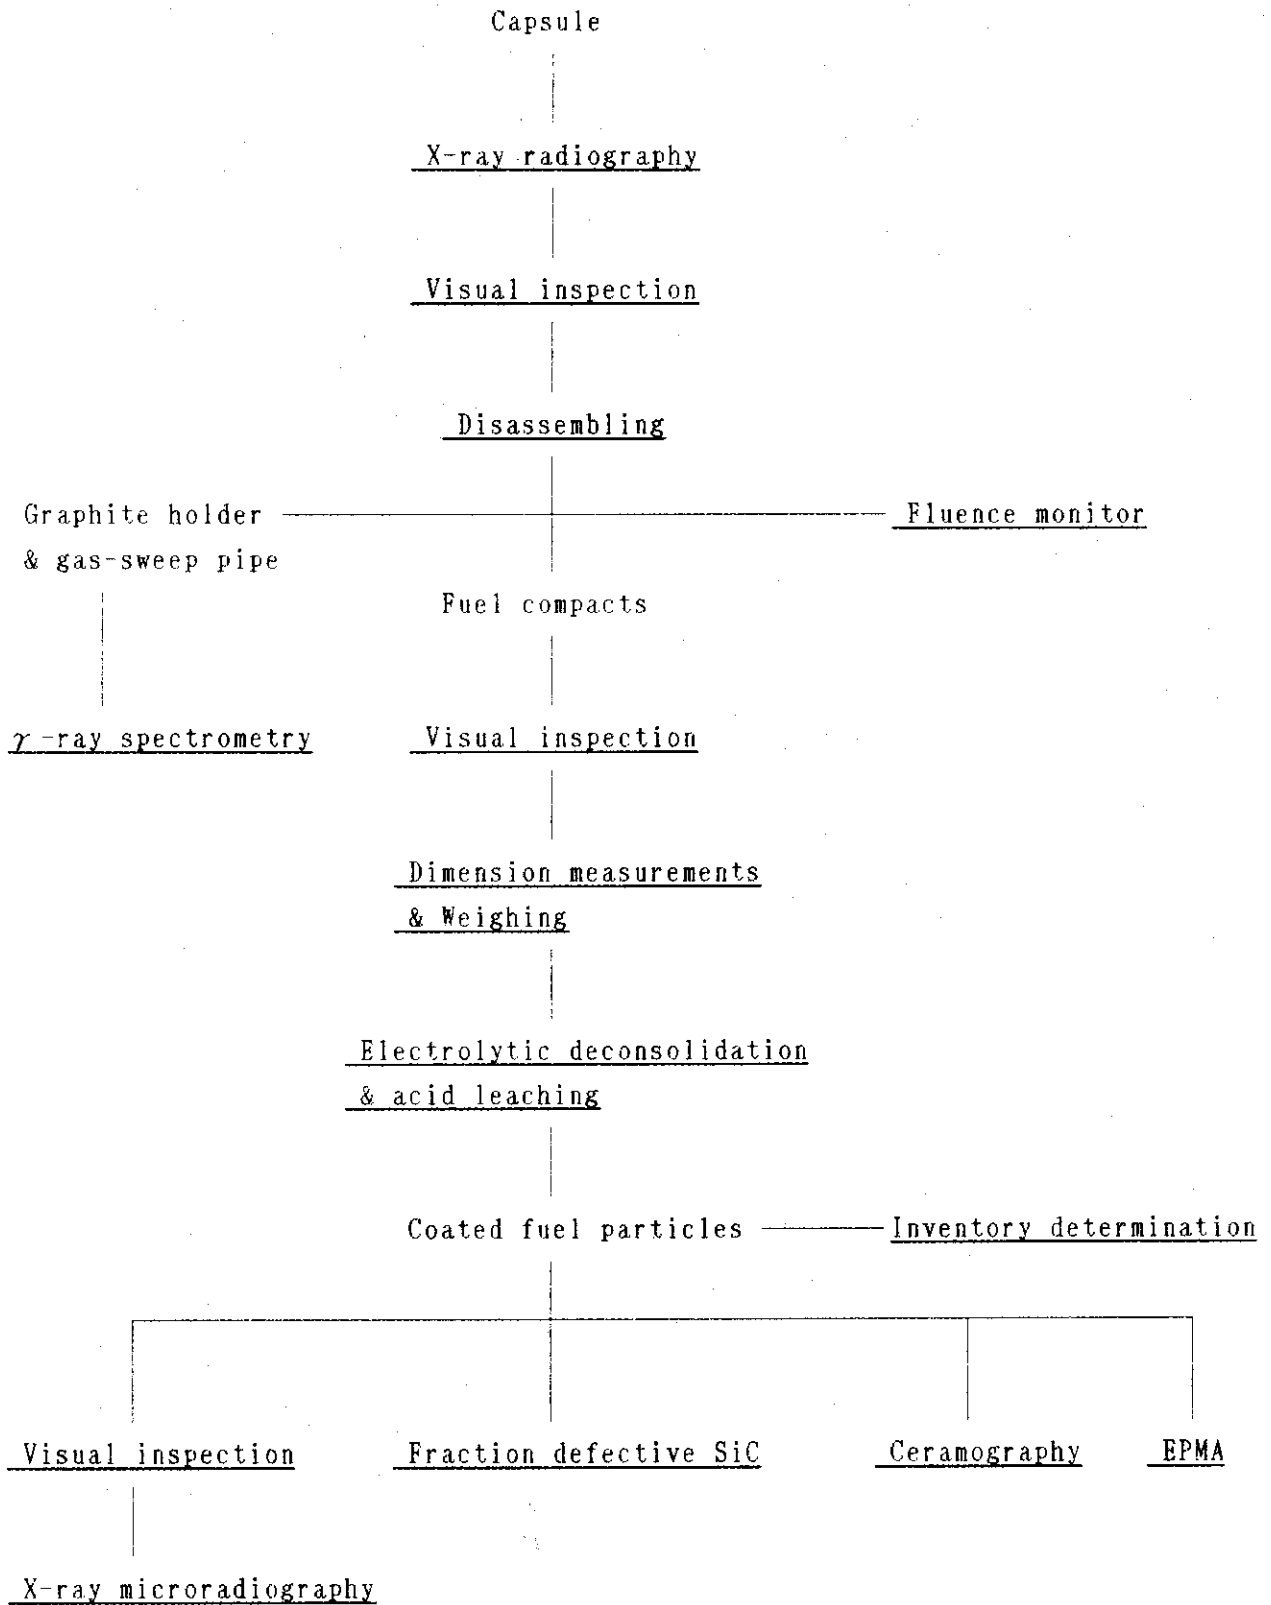 Capsule
X-ray radiography
Visual inspection
Disassembling
Graphite holder
& gas-sweep pipe
Fluence monitor
Fuel compacts
γ-ray spectrometry
Visual inspection
Dimension measurements
& Weighing
Electrolytic deconsolidation
& acid leaching
Coated fuel particles
Inventory determination
Visual inspection
Fraction defective SiC
Ceramography
EPMA
X-ray microradiography